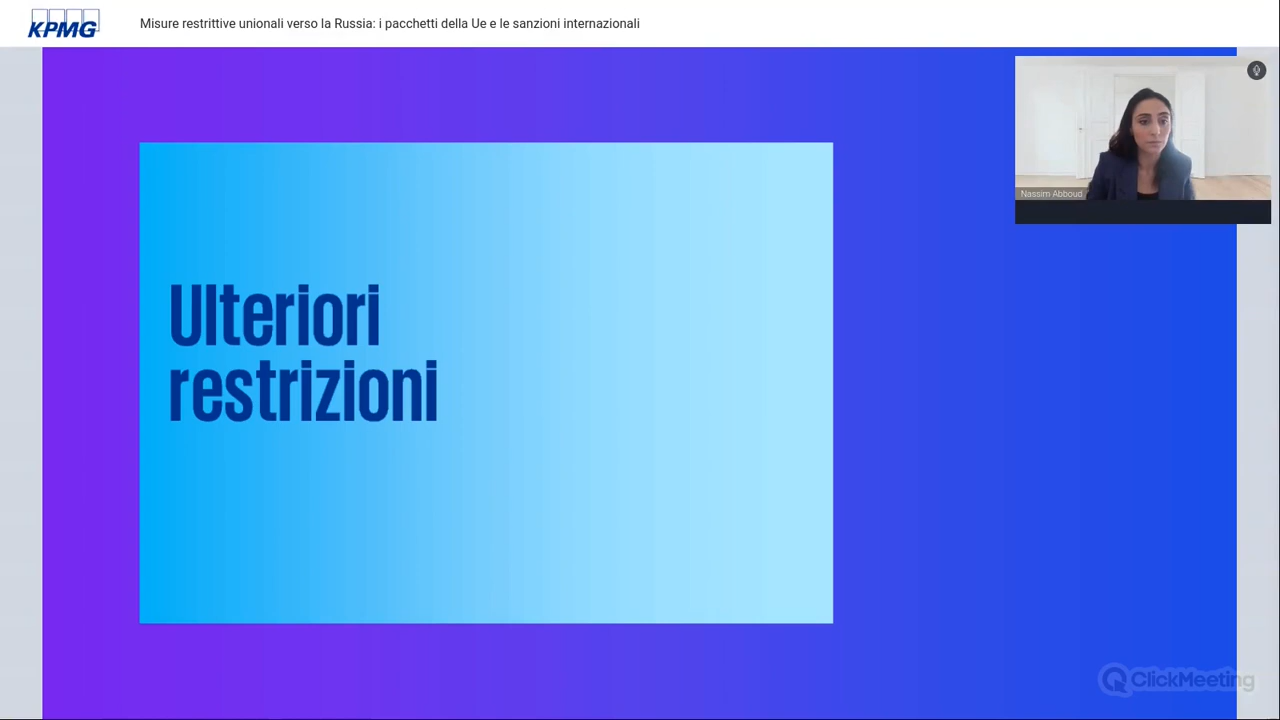 KPMG
Misure restrittive unionali verso la Russia: i pacchetti della Ue e le sanzioni internazionali
Nassim Abboud
Ulteriori
restrizioni
ClickMeeting